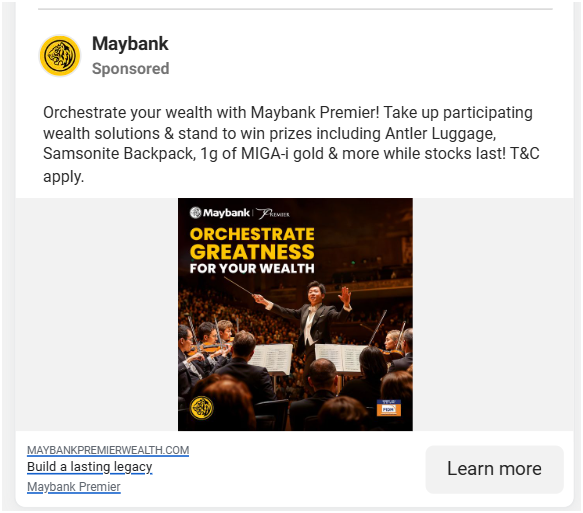 Maybank
Sponsored
Orchestrate your wealth with Maybank Premier! Take up participating
wealth solutions & stand to win prizes including Antler Luggage,
Samsonite Backpack, 1g of MIGA-i gold & more while stocks last! T&C
apply.
Maybank PREMIER
ORCHESTRATE
GREATNESS
FOR YOUR WEALTH
PIDM
MAYBANKPREMIERWEALTH.COM
Build a lasting legacy
Maybank Premier
Learn more